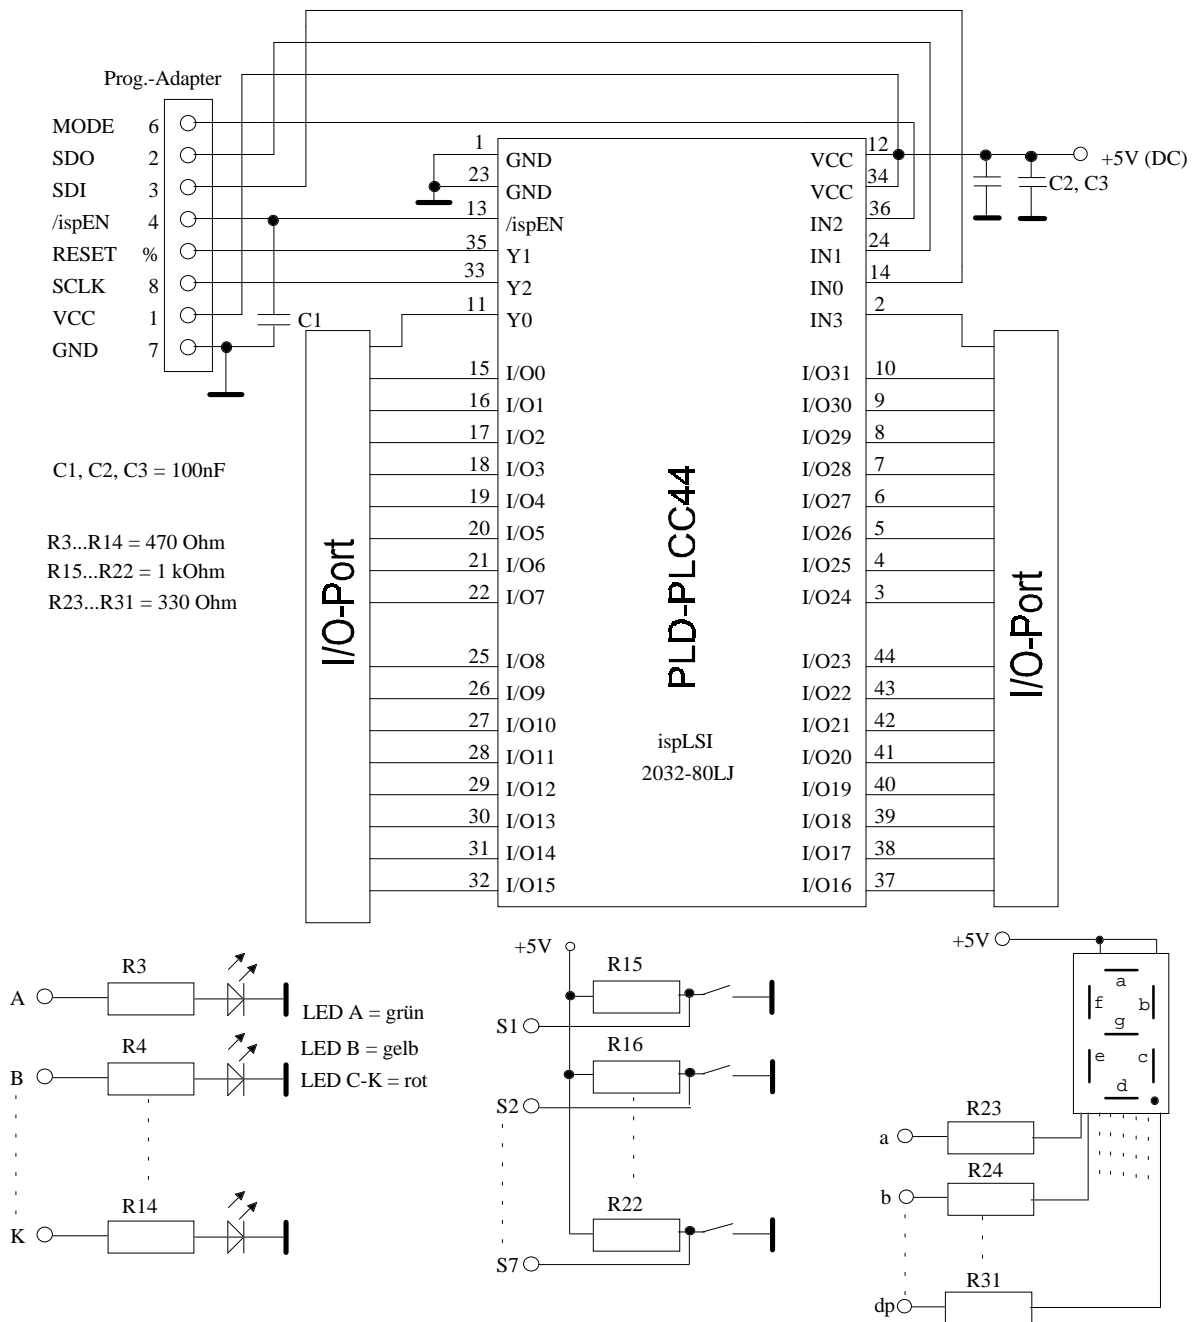 Prog.-Adapter
MODE 6
SDO 2
SDI 3
/ispEN 4
RESET %
SCLK 8
VCC 1
GND 7
C1
1 GND
23 GND
13 /ispEN
35 Y1
33 Y2
11 Y0
15 I/O0
16 I/O1
17 I/O2
18 I/O3
19 I/O4
20 I/O5
21 I/O6
22 I/O7
25 I/O8
26 I/O9
27 I/O10
28 I/O11
29 I/O12
30 I/O13
31 I/O14
32 I/O15
VCC 12
VCC 34
IN2 36
IN1 24
IN0 14
IN3 2
I/O31 10
I/O30 9
I/O29 8
I/O28 7
I/O27 6
I/O26 5
I/O25 4
I/O24 3
I/O23 44
I/O22 43
I/O21 42
I/O20 41
I/O19 40
I/O18 39
I/O17 38
I/O16 37
+5V (DC)
C2, C3
I/O-Port
PLD-PLCC44
ispLSI
2032-80LJ
I/O-Port
C1, C2, C3 = 100nF
R3...R14 = 470 Ohm
R15...R22 = 1 kOhm
R23...R31 = 330 Ohm
A
R3
B
R4
K
R14
LED A = grün
LED B = gelb
LED C-K = rot
+5V
R15
S1
R16
S2
R22
S7
+5V
a
f b
g
e c
d
a
R23
b
R24
dp
R31